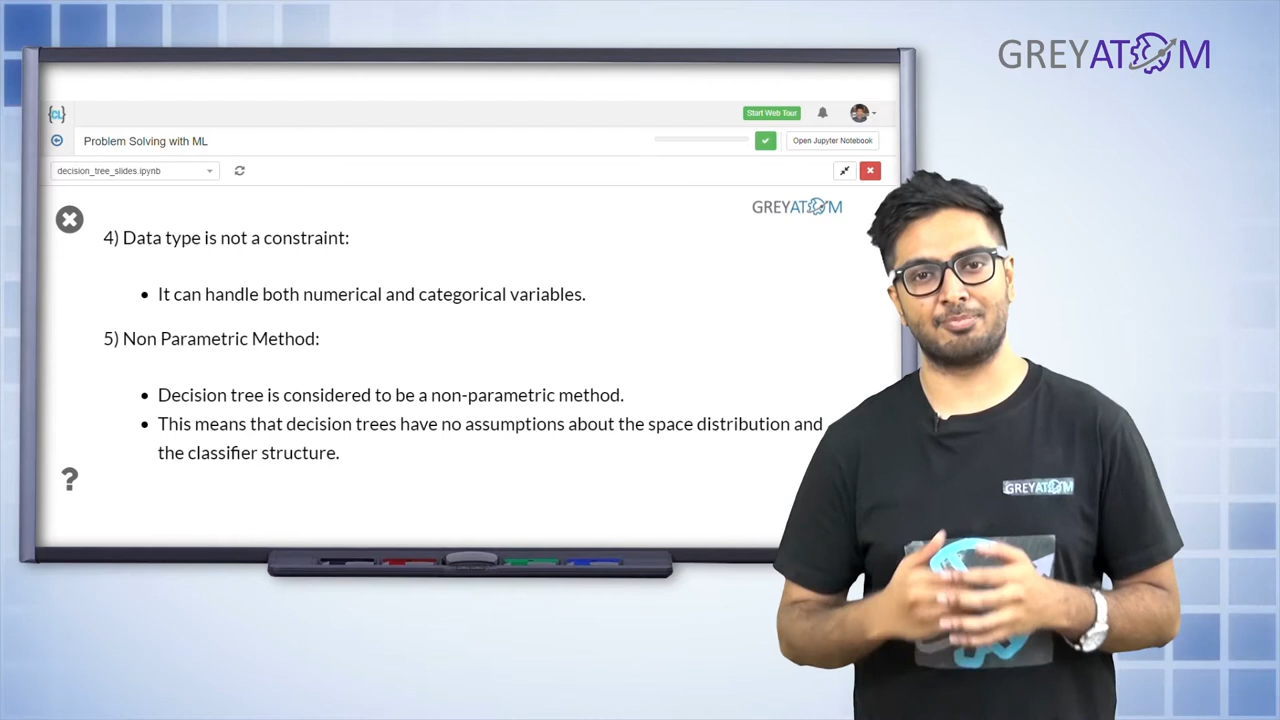 GREYATOM
{CL}
Start Web Tour
Problem Solving with ML
Open Jupyter Notebook
decision_tree_slides.ipynb
GREYATOM
4) Data type is not a constraint:
• It can handle both numerical and categorical variables.
5) Non Parametric Method:
• Decision tree is considered to be a non-parametric method.
• This means that decision trees have no assumptions about the space distribution and
the classifier structure.
?
GREYATOM